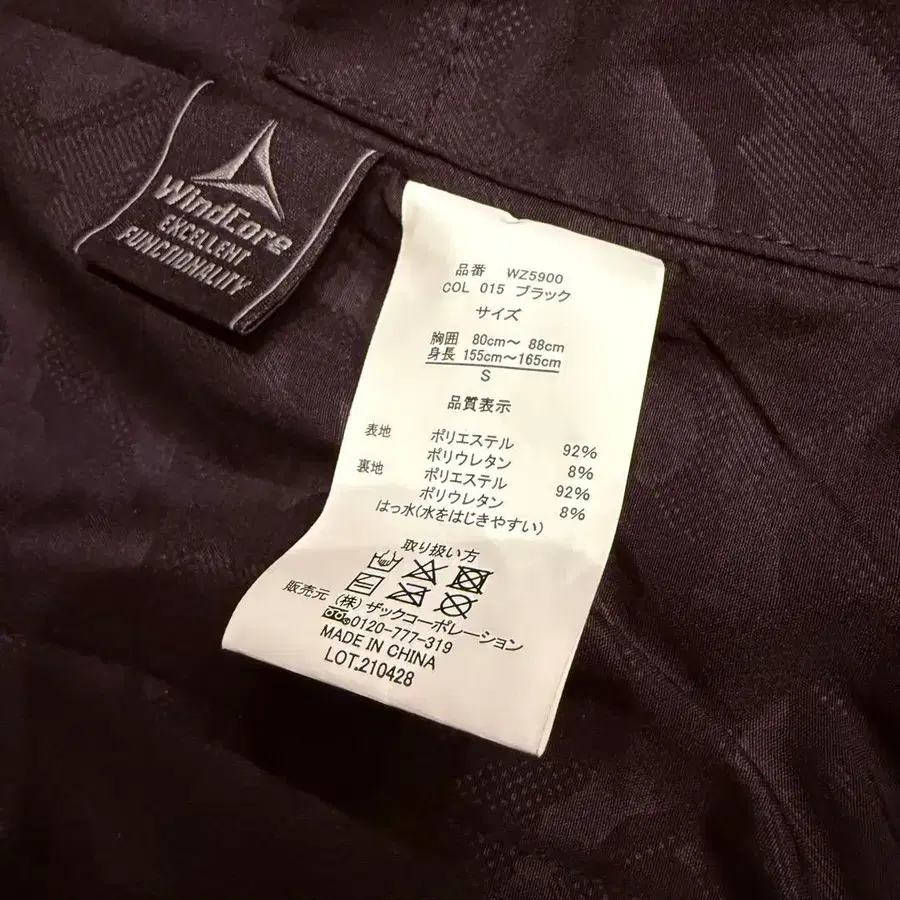 WindCore
EXCELLENT
FUNCTIONALITY
品番 WZ5900
COL 015 ブラック
サイズ
胸囲 80cm～ 88cm
身長 155cm～165cm
S
品質表示
表地 ポリエステル 92%
ポリウレタン 8%
裏地 ポリエステル 92%
ポリウレタン 8%
はっ水(水をはじきやすい)
取り扱い方
販売元 (株)ザックコーポレーション
0120-777-319
MADE IN CHINA
LOT.210428